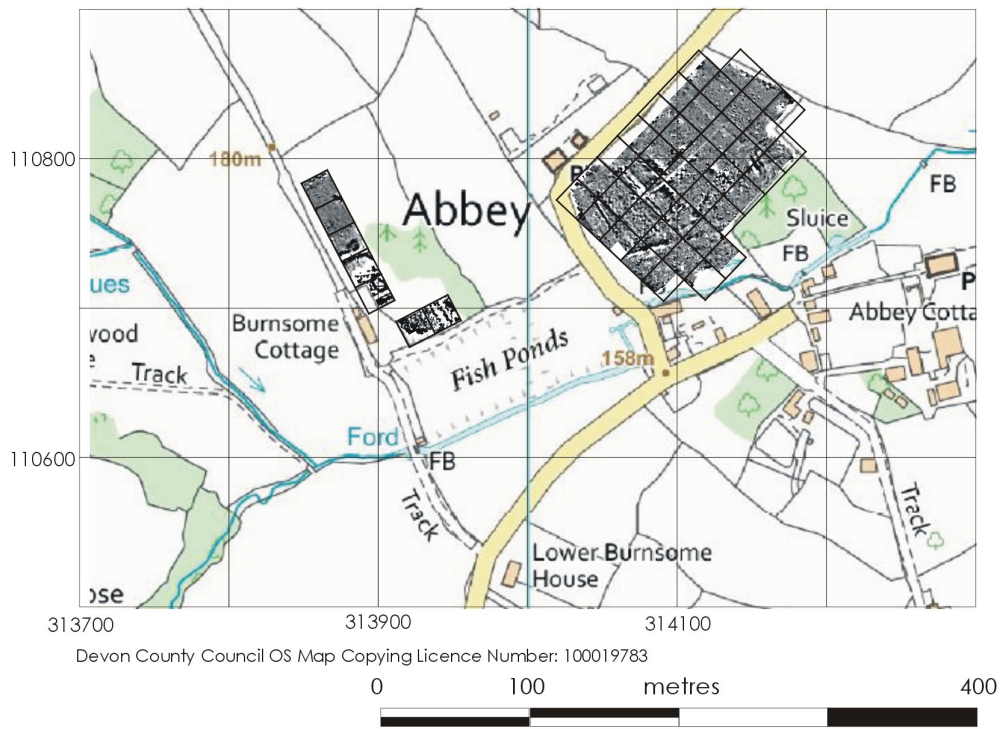 110800
180m
Abbey
FB
Sluice
FB
ues
P
Burnsome
Cottage
Abbey Cotta
wood
e
Track
Fish Ponds
158m
Ford
110600
FB
Track
Track
Lower Burnsome
House
ose
313700
313900
314100
Devon County Council OS Map Copying Licence Number: 100019783
0
100
metres
400